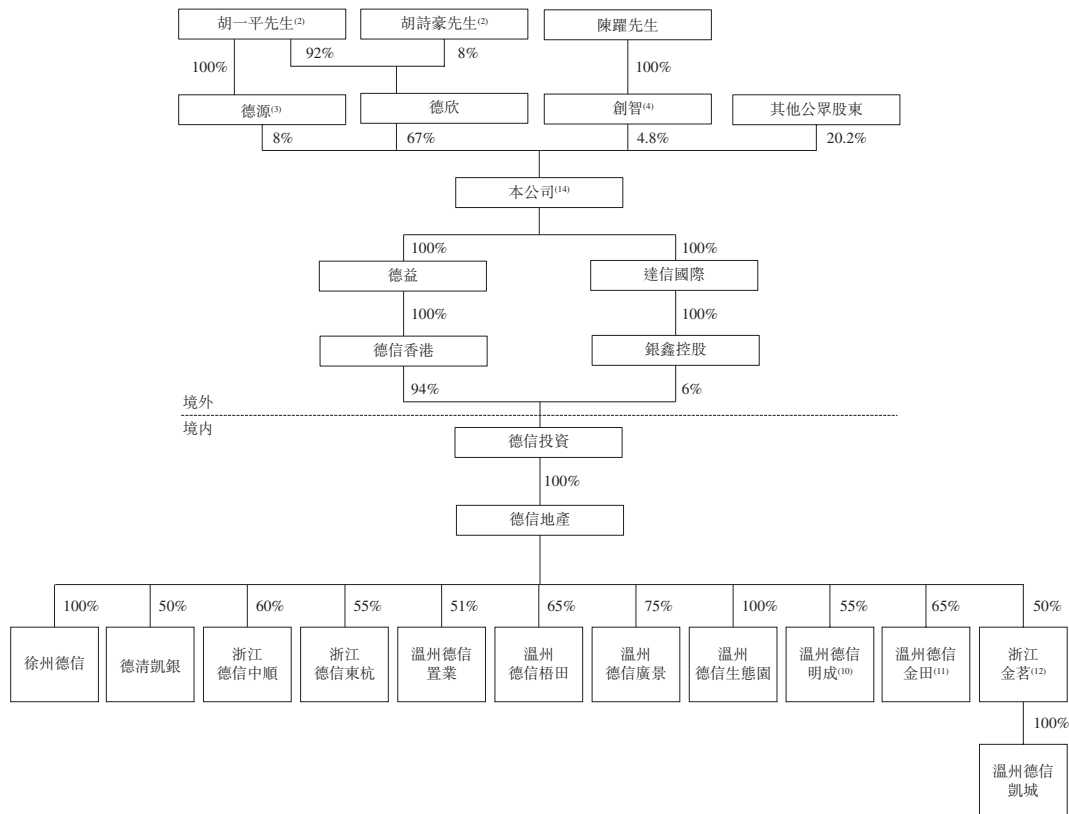 胡一平先生(2)
胡詩豪先生(2)
陳躍先生
100%
92%
8%
100%
德源(3)
德欣
創智(4)
其他公眾股東
8%
67%
4.8%
20.2%
本公司(14)
100%
100%
德益
達信國際
100%
100%
德信香港
銀鑫控股
94%
6%
境外
境内
德信投資
100%
德信地產
100%
50%
60%
55%
51%
65%
75%
100%
55%
65%
50%
徐州德信
德清凱銀
浙江
德信中順
浙江
德信東杭
溫州德信
置業
溫州
德信梧田
溫州
德信廣景
溫州
德信生態園
溫州德信
明成(10)
溫州德信
金田(11)
浙江
金茗(12)
100%
溫州德信
凱城